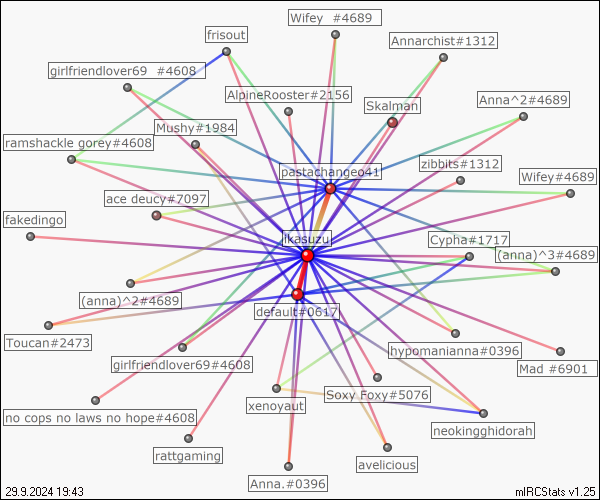 Wifey  #4689
frisout
Annarchist#1312
girlfriendlover69  #4608
AlpineRooster#2156
Anna^2#4689
Skalman
Mushy#1984
ramshackle gorey#4608
zibbits#1312
pastachangeo41
Wifey#4689
ace deucy#7097
fakedingo
ikasuzu
Cypha#1717
(anna)^3#4689
(anna)^2#4689
default#0617
Toucan#2473
hypomanianna#0396
girlfriendlover69#4608
Mad #6901
Soxy Foxy#5076
xenoyaut
no cops no laws no hope#4608
neokingghidorah
rattgaming
avelicious
Anna.#0396
29.9.2024 19:43
mIRCStats v1.25